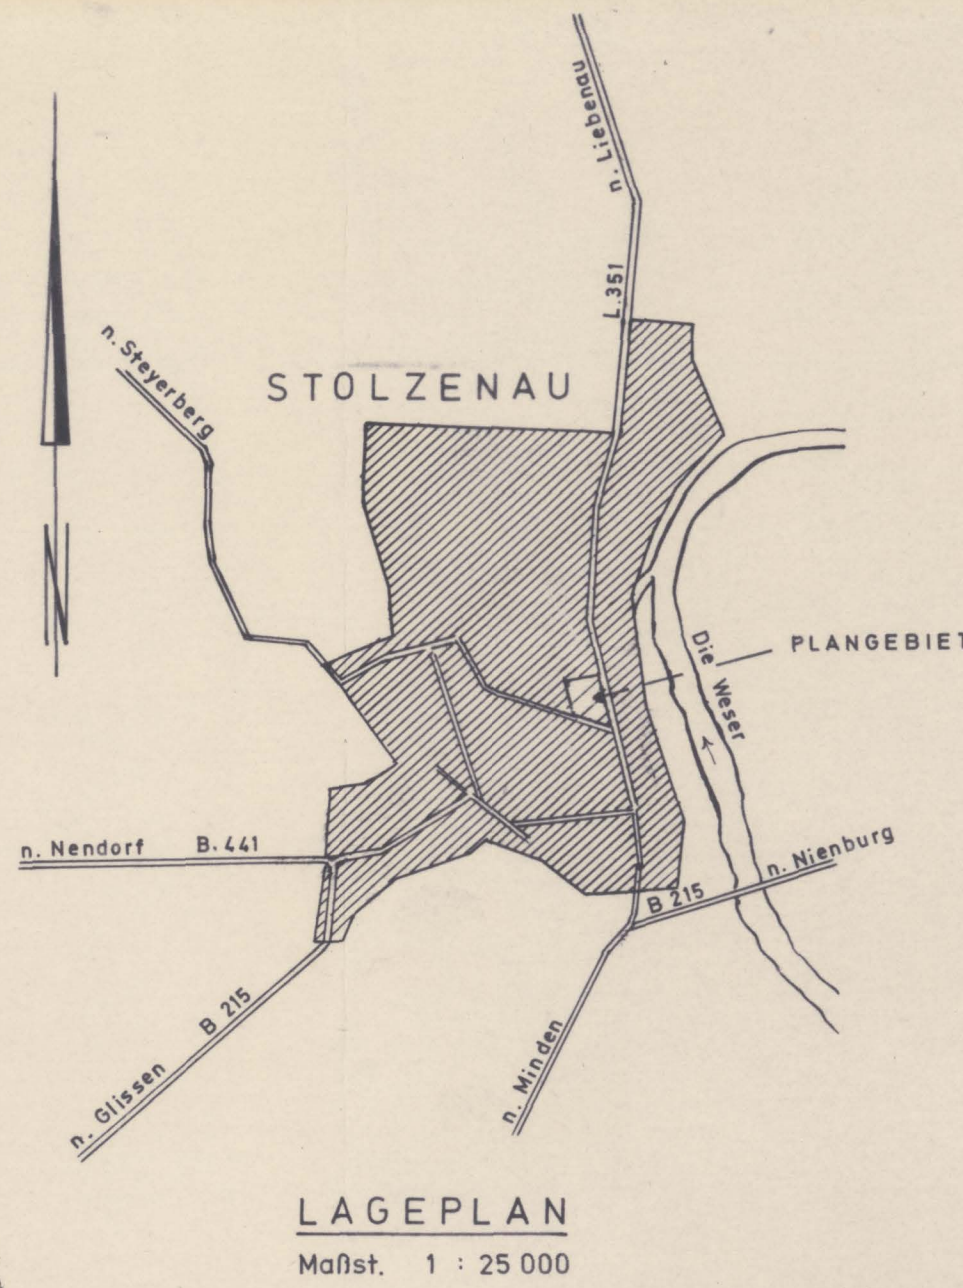 n. Liebenau
L.351
n. Steyerberg
STOLZENAU
N
PLANGEBIET
Die Weser
n. Nendorf B. 441
n. Nienburg
B 215
B 215
n. Glissen
n. Minden
LAGEPLAN
Maßst. 1 : 25 000